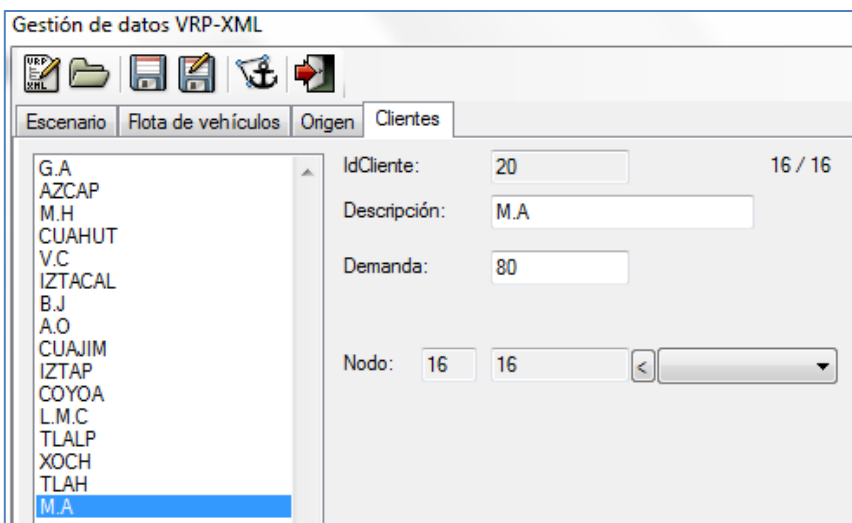 Gestión de datos VRP-XML
VRP XML
Escenario Flota de vehículos Origen Clientes
G.A
AZCAP
M.H
CUAHUT
V.C
IZTACAL
B.J
A.O
CUAJIM
IZTAP
COYOA
L.M.C
TLALP
XOCH
TLAH
M.A
IdCliente: 20 16 / 16
Descripción: M.A
Demanda: 80
Nodo: 16 16 <